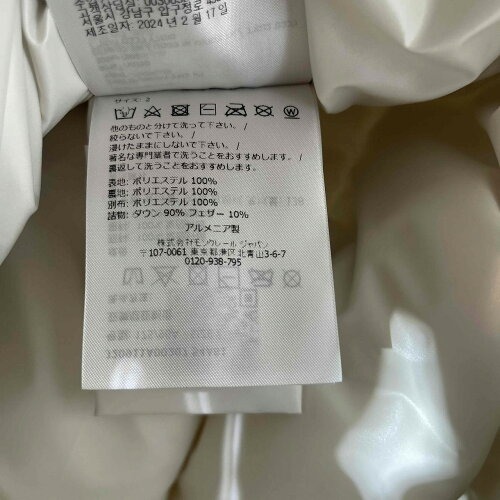 서울시 강남구 압구정로
제조일자: 2024년 2월 17일
サイズ: 2
他のものと分けて洗って下さい。/
絞らないで下さい。/
浸けたままにしないで下さい。/
著名な専門業者で洗うことをおすすめします。/
裏返して洗うことをおすすめします。/
表地: ポリエステル 100%
裏地: ポリエステル 100%
別布: ポリエステル 100%
詰物: ダウン 90% フェザー 10%
アルメニア製
株式会社モンクレール ジャパン
〒107-0061 東京都港区北青山3-6-7
0120-938-795